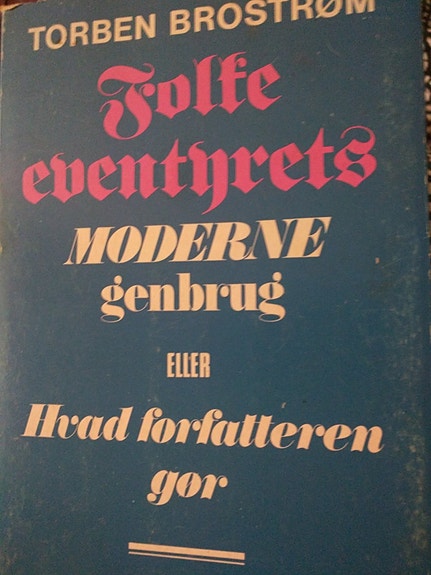 TORBEN BROSTRØM
Folke
eventyrets
MODERNE
genbrug
ELLER
Hvad forfatteren
gør